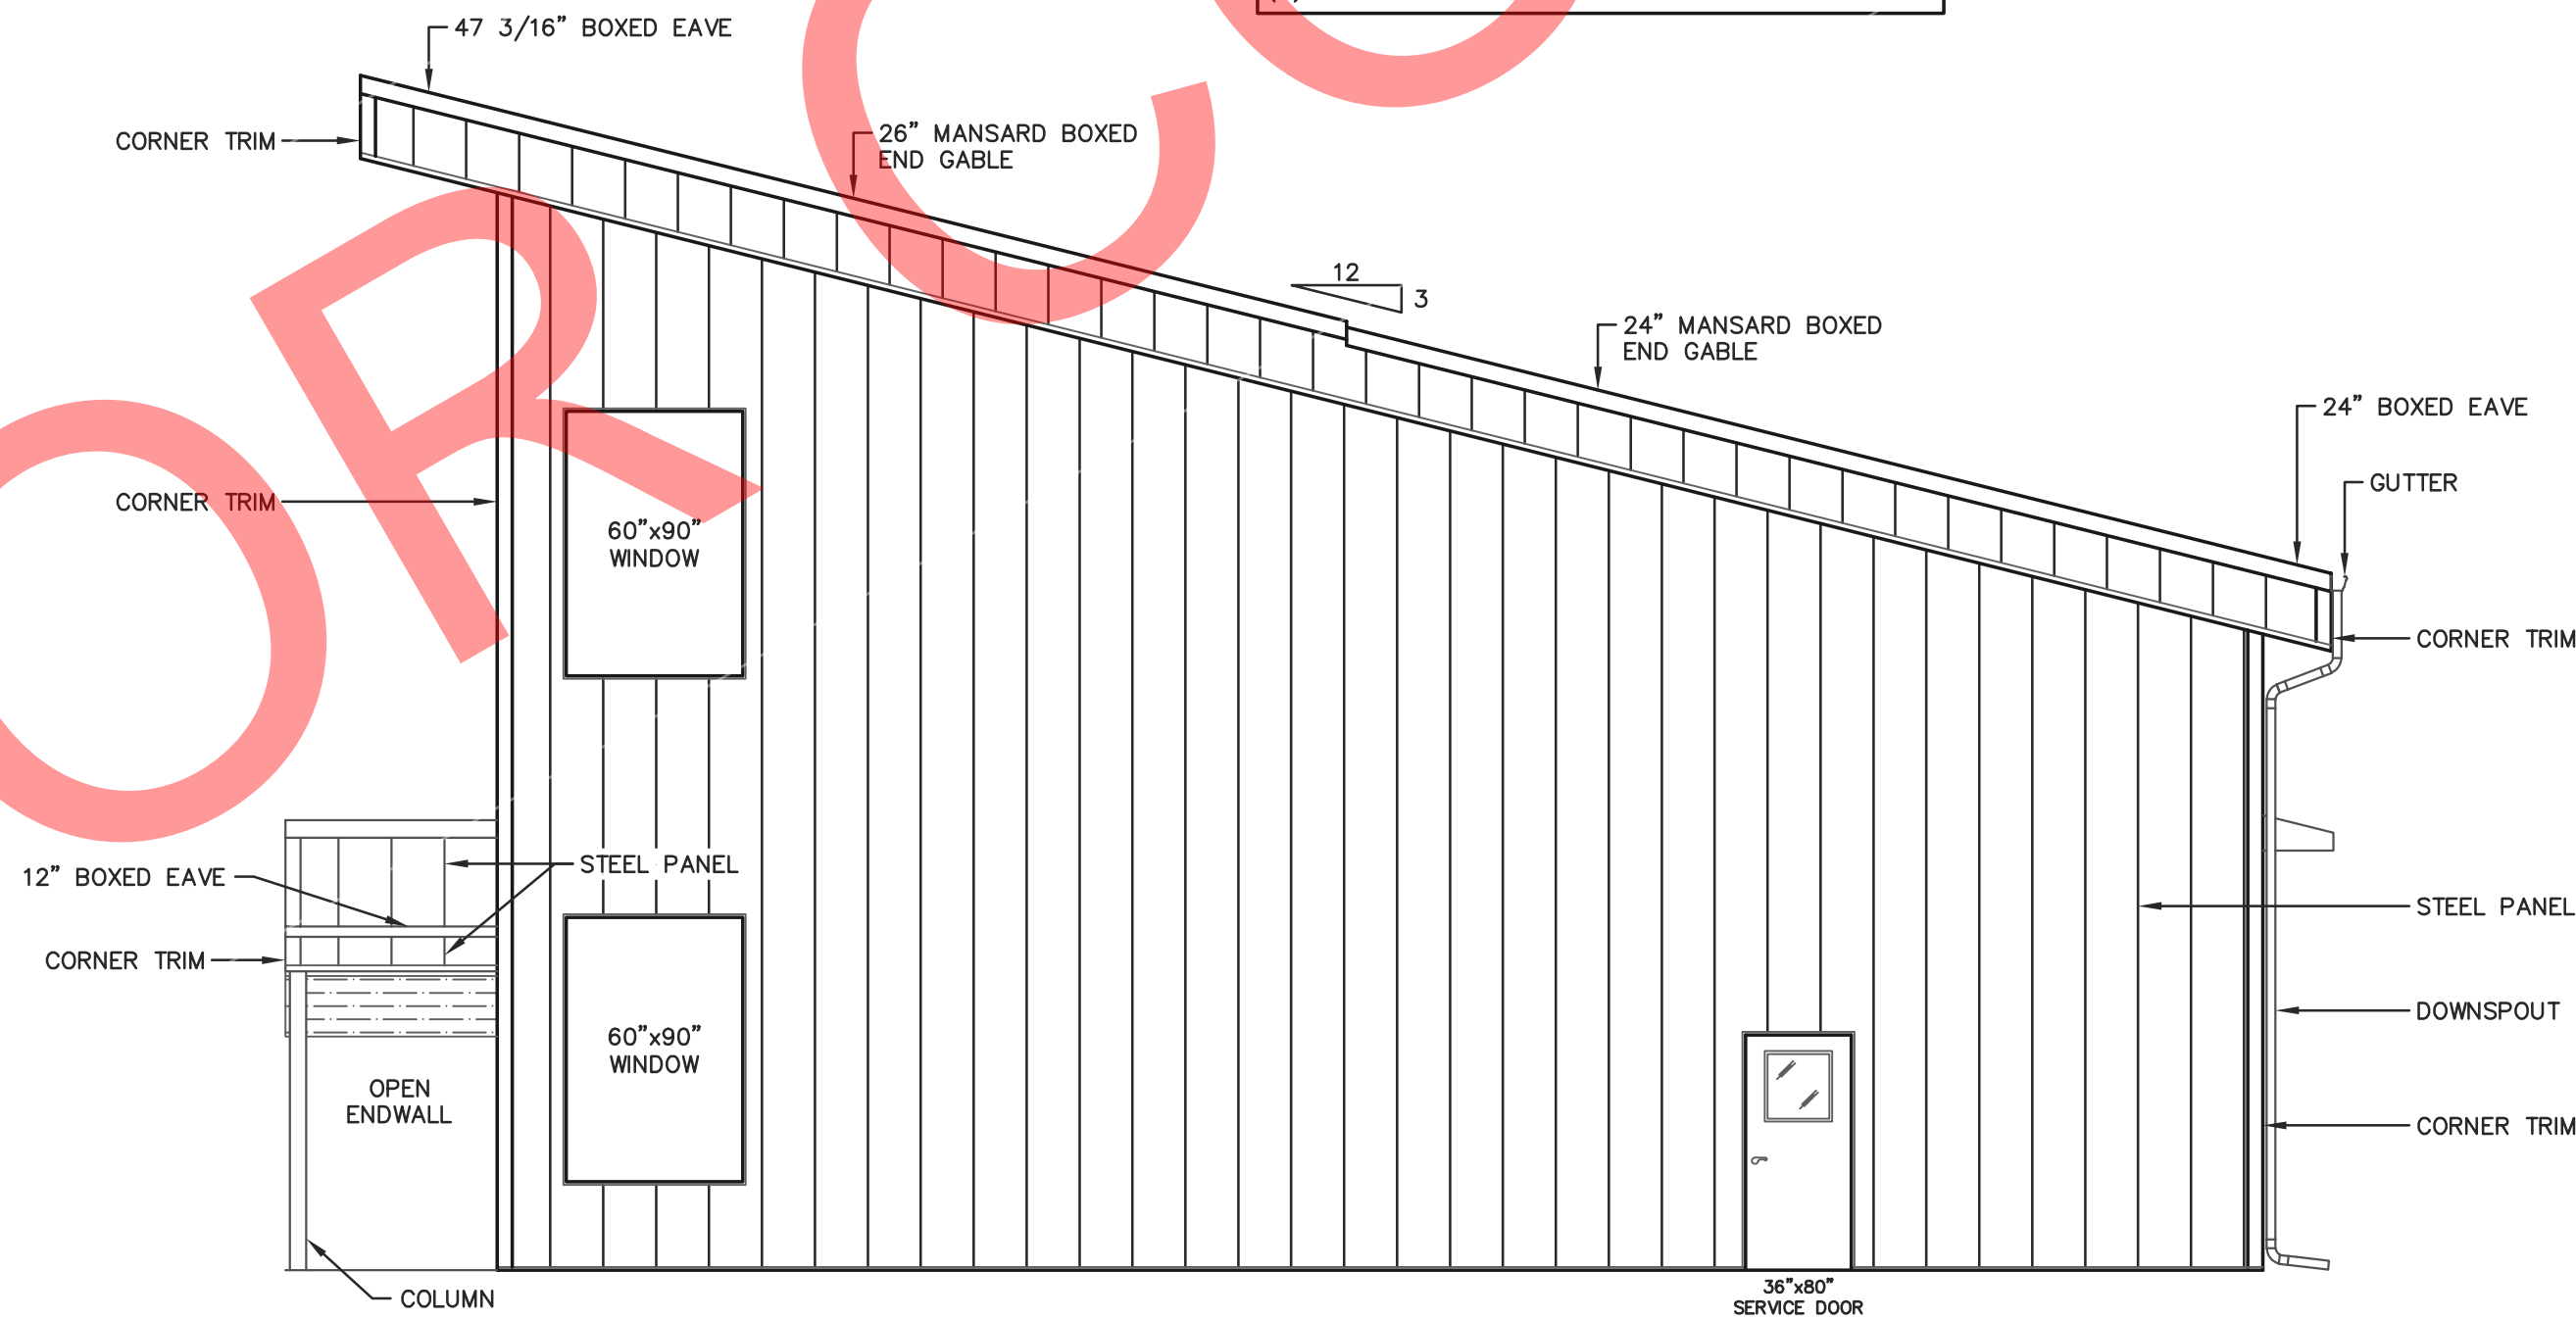 47 3/16" BOXED EAVE
CORNER TRIM
26" MANSARD BOXED
END GABLE
12
3
24" MANSARD BOXED
END GABLE
24" BOXED EAVE
GUTTER
CORNER TRIM
60"x90"
WINDOW
CORNER TRIM
STEEL PANEL
12" BOXED EAVE
STEEL PANEL
CORNER TRIM
DOWNSPOUT
60"x90"
WINDOW
OPEN
ENDWALL
CORNER TRIM
COLUMN
36"x80"
SERVICE DOOR
OR